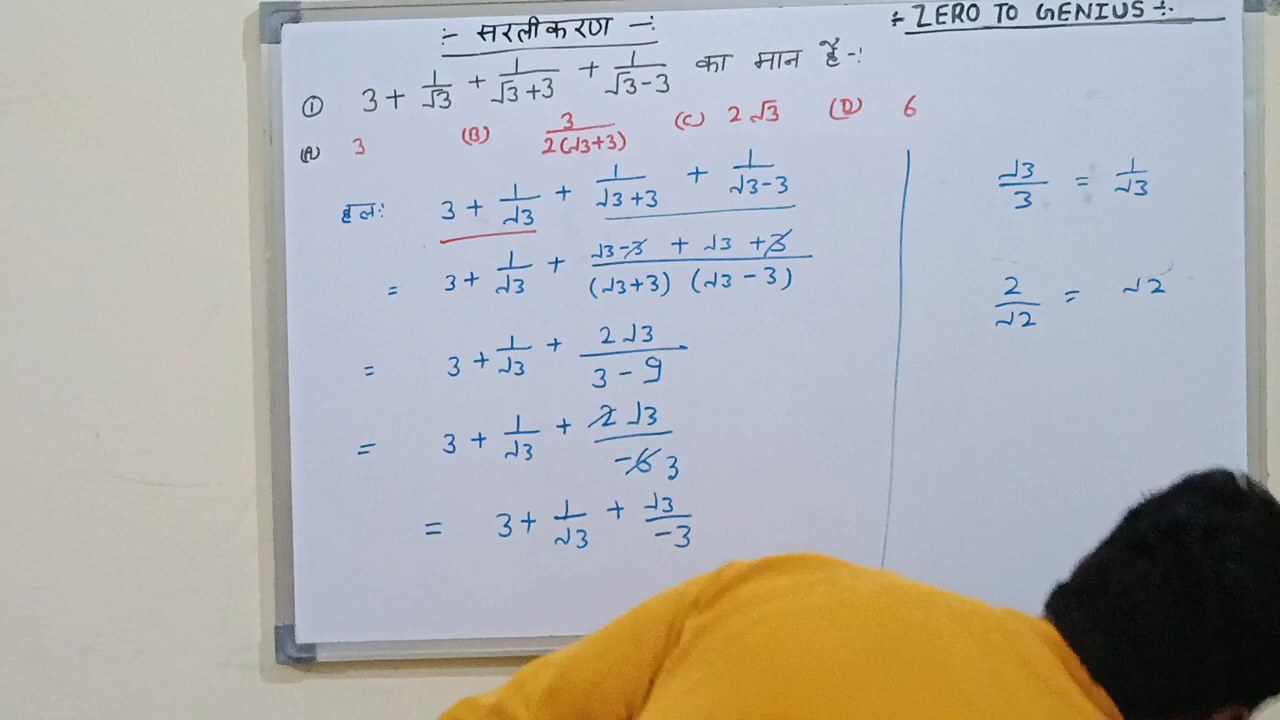 :- सरलीकरण -:
÷ ZERO TO GENIUS ÷
① 3 + 1/√3 + 1/(√3+3) + 1/(√3-3) का मान है -:
(A) 3 (B) 3/2(√3+3) (C) 2√3 (D) 6
हल: 3 + 1/√3 + 1/(√3+3) + 1/(√3-3)
= 3 + 1/√3 + (√3-3 + √3+3)/(√3+3)(√3-3)
= 3 + 1/√3 + 2√3/(3-9)
= 3 + 1/√3 + 2√3/-6 3
= 3 + 1/√3 + √3/-3
√3/3 = 1/√3
2/√2 = √2